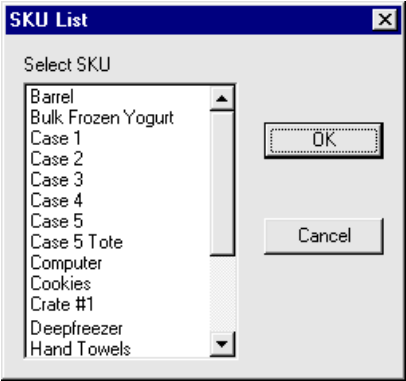 SKU List
Select SKU
Barrel
Bulk Frozen Yogurt
Case 1
Case 2
Case 3
Case 4
Case 5
Case 5 Tote
Computer
Cookies
Crate #1
Deepfreezer
Hand Towels
OK
Cancel